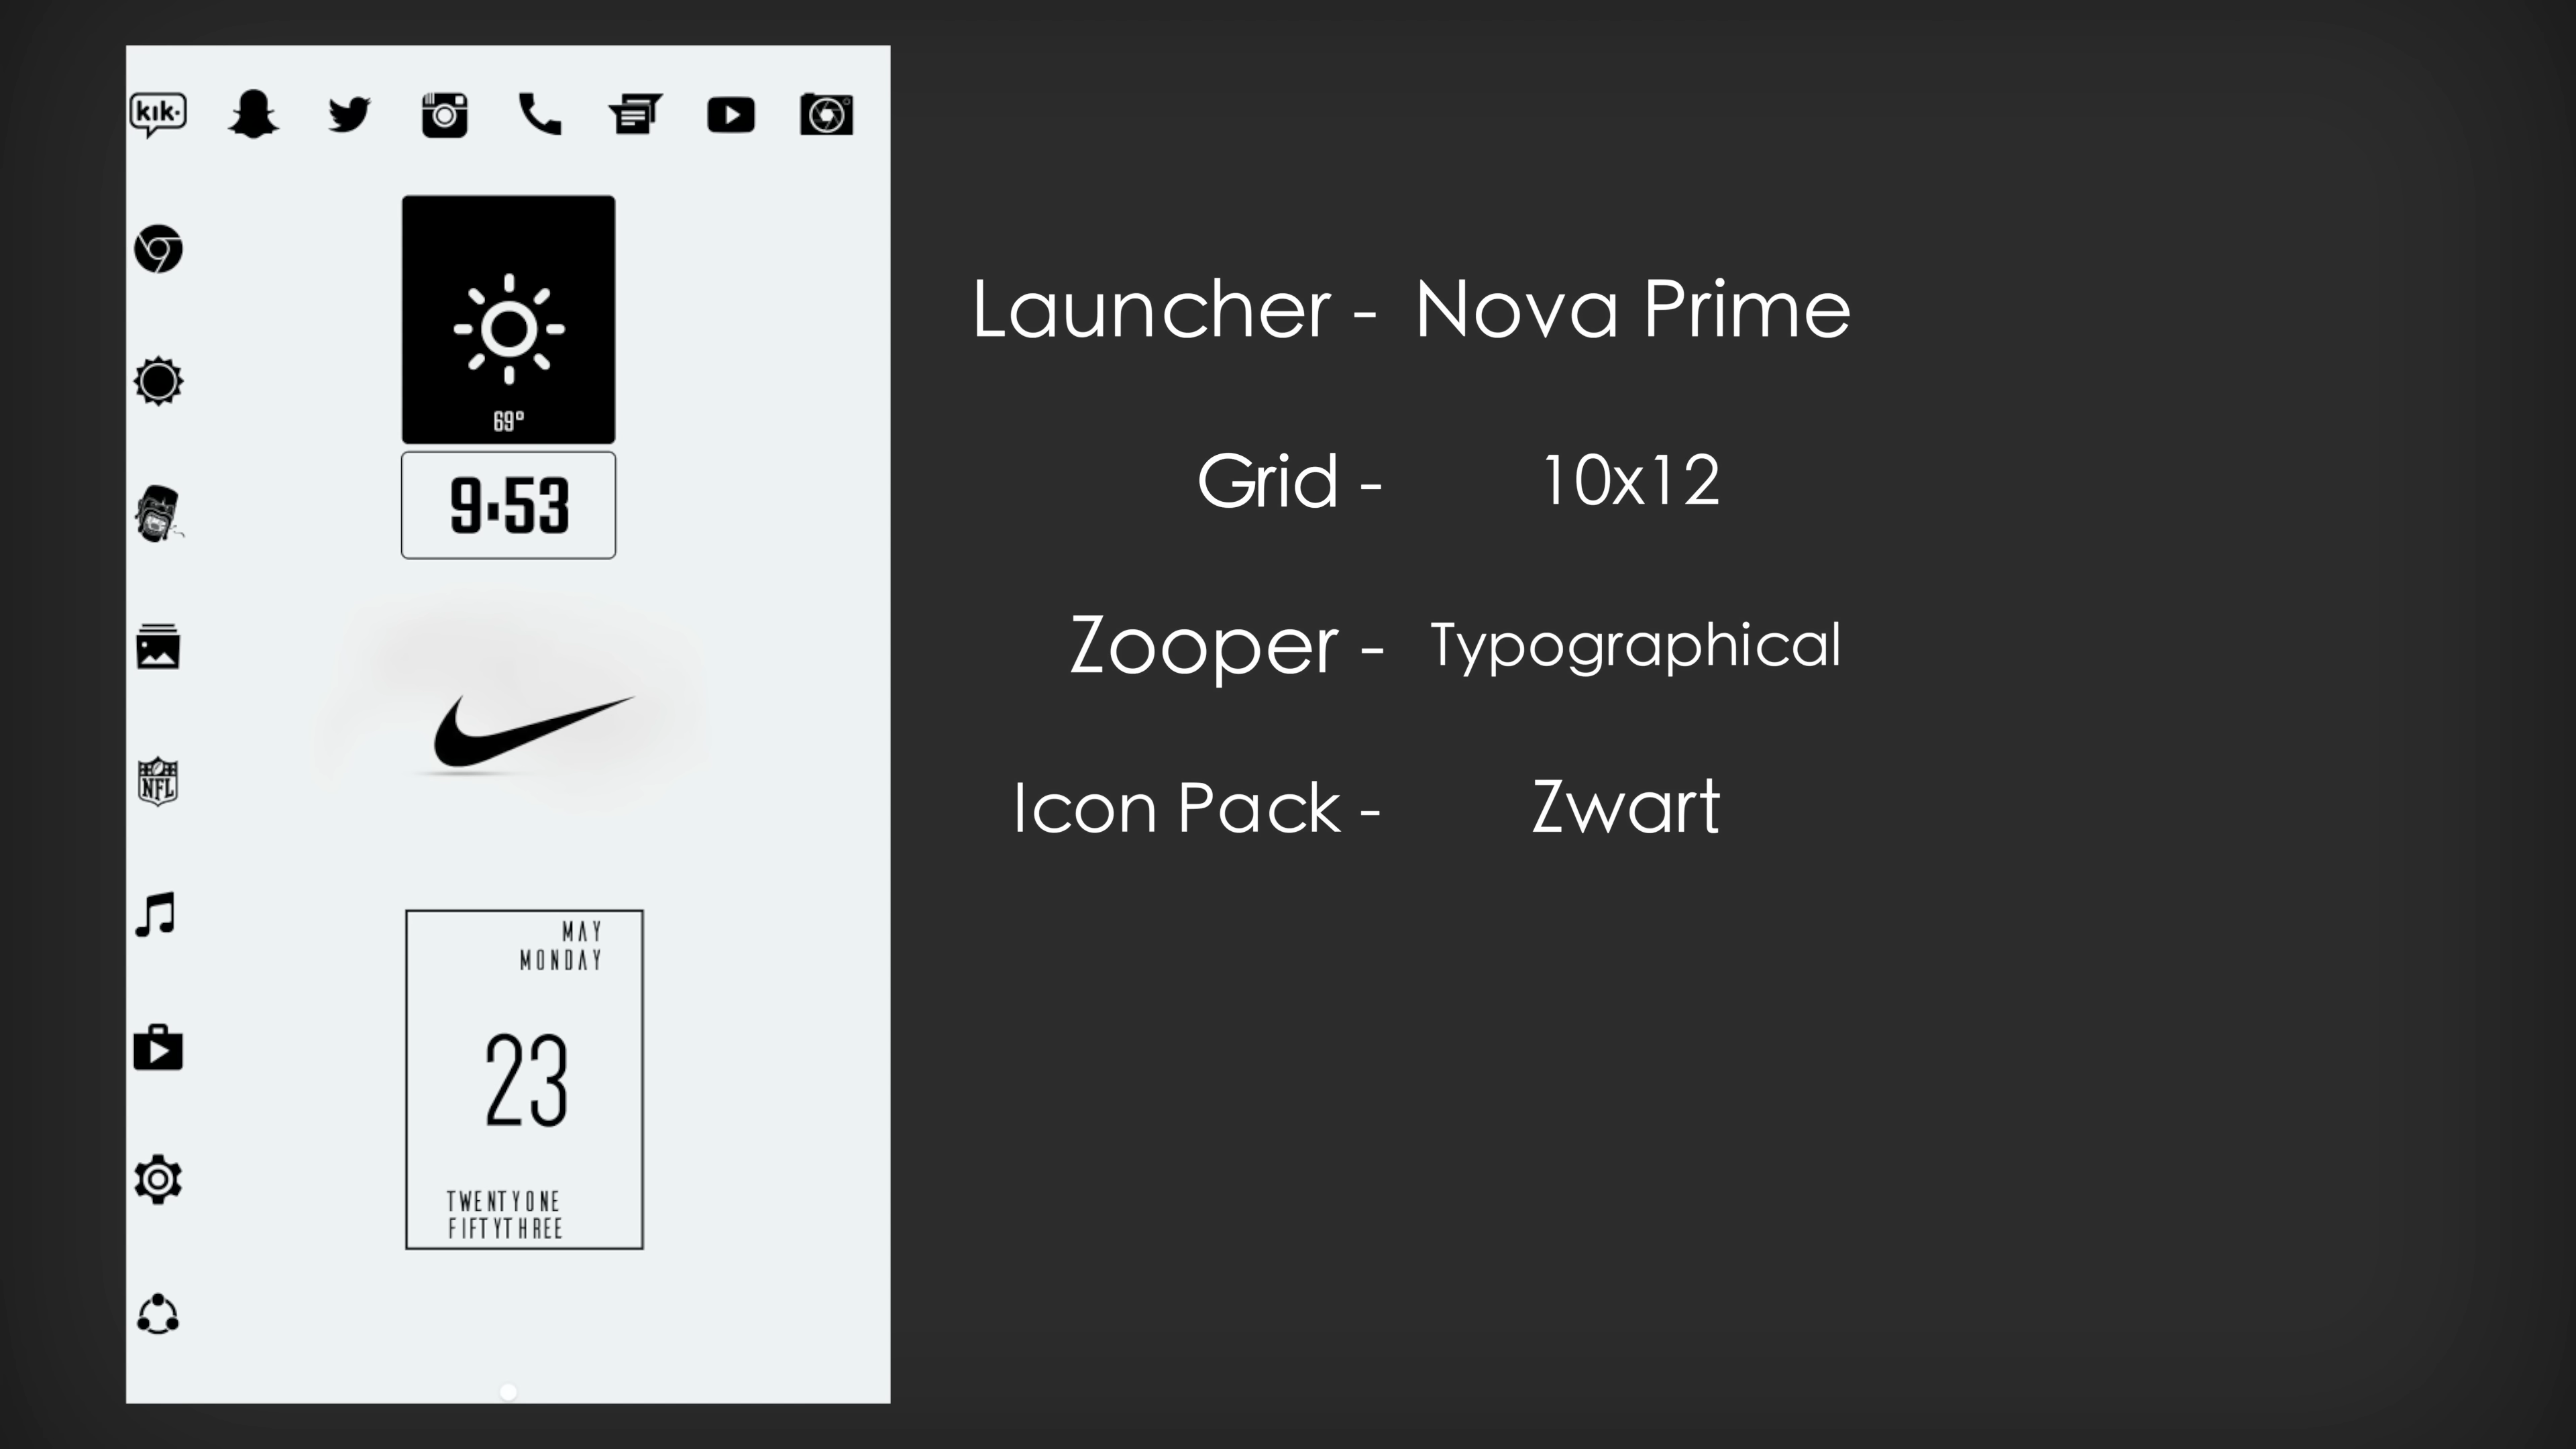 kik·
69°
9:53
NFL
MAY
MONDAY
23
TWENTYONE
FIFTYTHREE
Launcher - Nova Prime
Grid - 10x12
Zooper - Typographical
Icon Pack - Zwart